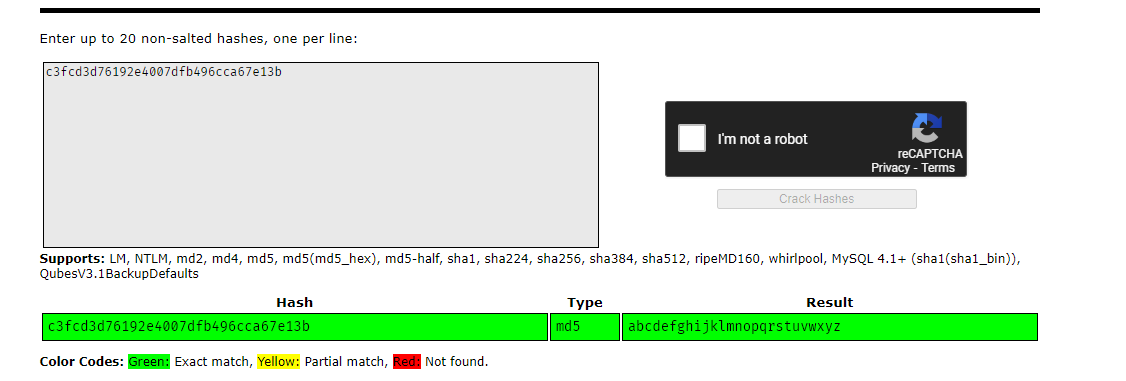 Enter up to 20 non-salted hashes, one per line:
c3fcd3d76192e4007dfb496cca67e13b
I'm not a robot
reCAPTCHA
Privacy - Terms
Crack Hashes
Supports: LM, NTLM, md2, md4, md5, md5(md5_hex), md5-half, sha1, sha224, sha256, sha384, sha512, ripeMD160, whirlpool, MySQL 4.1+ (sha1(sha1_bin)),
QubesV3.1BackupDefaults
Hash Type Result
c3fcd3d76192e4007dfb496cca67e13b md5 abcdefghijklmnopqrstuvwxyz
Color Codes: Green: Exact match, Yellow: Partial match, Red: Not found.